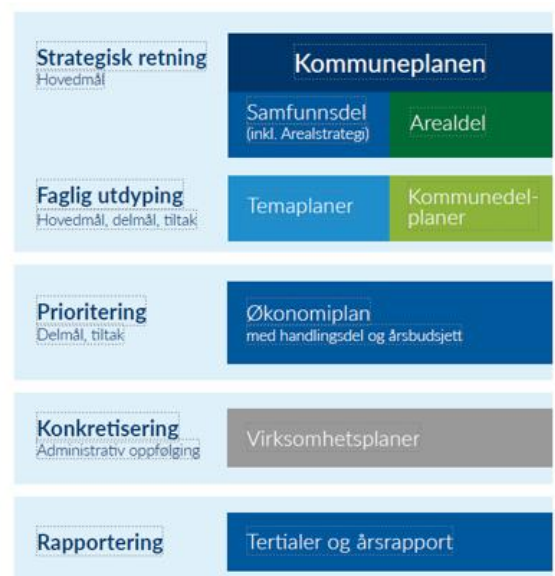 Strategisk retning
Hovedmål
Kommuneplanen
Samfunnsdel
(inkl. Arealstrategi)
Arealdel
Faglig utdyping
Hovedmål, delmål, tiltak
Temaplaner
Kommunedel-
planer
Prioritering
Delmål, tiltak
Økonomiplan
med handlingsdel og årsbudsjett
Konkretisering
Administrativ oppfølging
Virksomhetsplaner
Rapportering
Tertialer og årsrapport